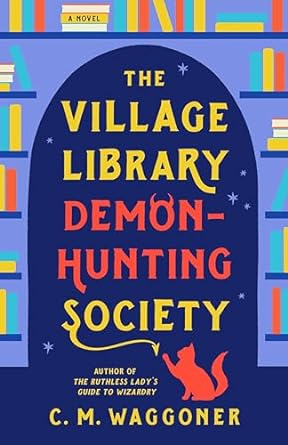 A NOVEL
THE
VILLAGE
LIBRARY
DEMON-
HUNTING
SOCIETY
AUTHOR OF
THE RUTHLESS LADY'S
GUIDE TO WIZARDRY
C. M. WAGGONER